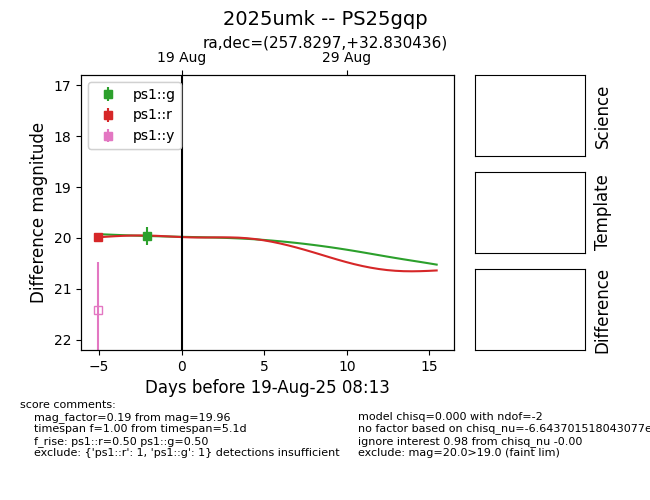 2025umk -- PS25gqp
ra,dec=(257.8297,+32.830436)
19 Aug
29 Aug
ps1::g
ps1::r
ps1::y
17
18
19
20
21
22
Difference magnitude
−5
0
5
10
15
Days before 19-Aug-25 08:13
Science
Template
Difference
score comments:
mag_factor=0.19 from mag=19.96
timespan f=1.00 from timespan=5.1d
f_rise: ps1::r=0.50 ps1::g=0.50
exclude: {'ps1::r': 1, 'ps1::g': 1} detections insufficient
model chisq=0.000 with ndof=-2
no factor based on chisq_nu=-6.643701518043077e
ignore interest 0.98 from chisq_nu -0.00
exclude: mag=20.0>19.0 (faint lim)